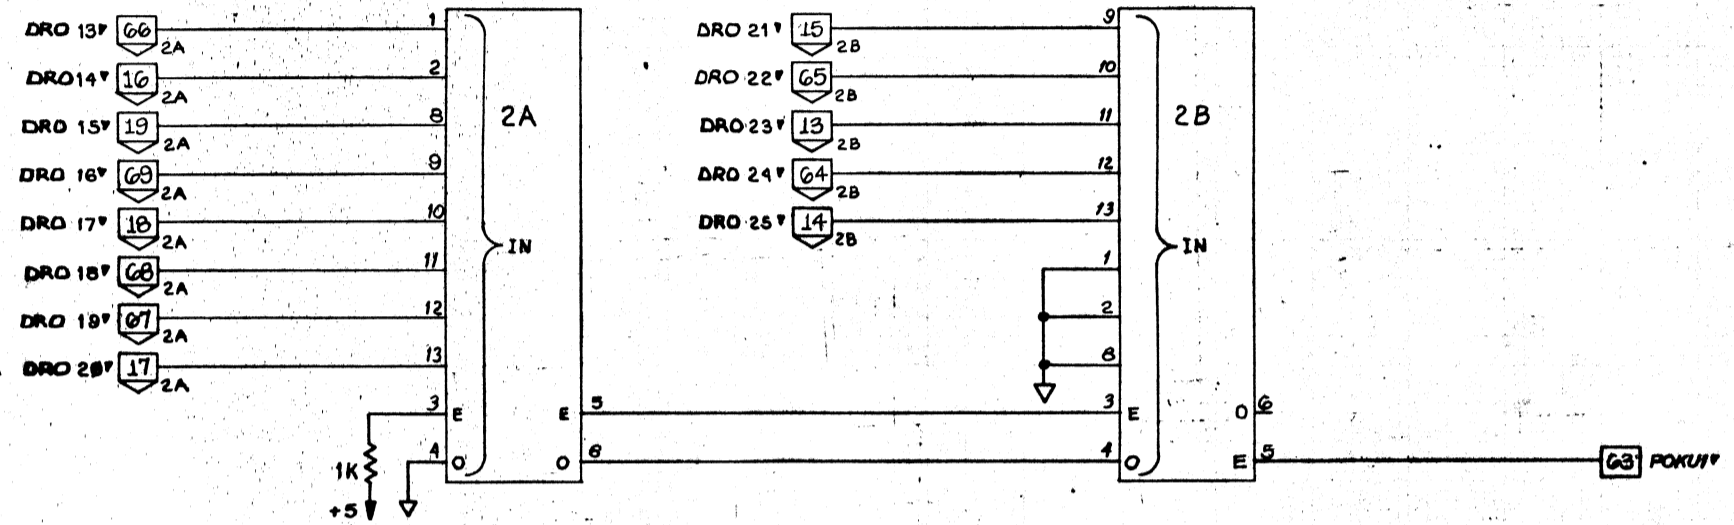 DRO 13▼ 66 2A 1
DRO 14▼ 16 2A 2
DRO 15▼ 19 2A 8
DRO 16▼ 69 2A 9
DRO 17▼ 18 2A 10
DRO 18▼ 68 2A 11
DRO 19▼ 67 2A 12
DRO 20▼ 17 2A 13
2A
IN
3 E
4 O
1K
+5
E 5
O 6
DRO 21▼ 15 2B 9
DRO 22▼ 65 2B 10
DRO 23▼ 13 2B 11
DRO 24▼ 64 2B 12
DRO 25▼ 14 2B 13
1
2
8
2B
IN
3 E
4 O
O 6
E 5
63 POKU1▼